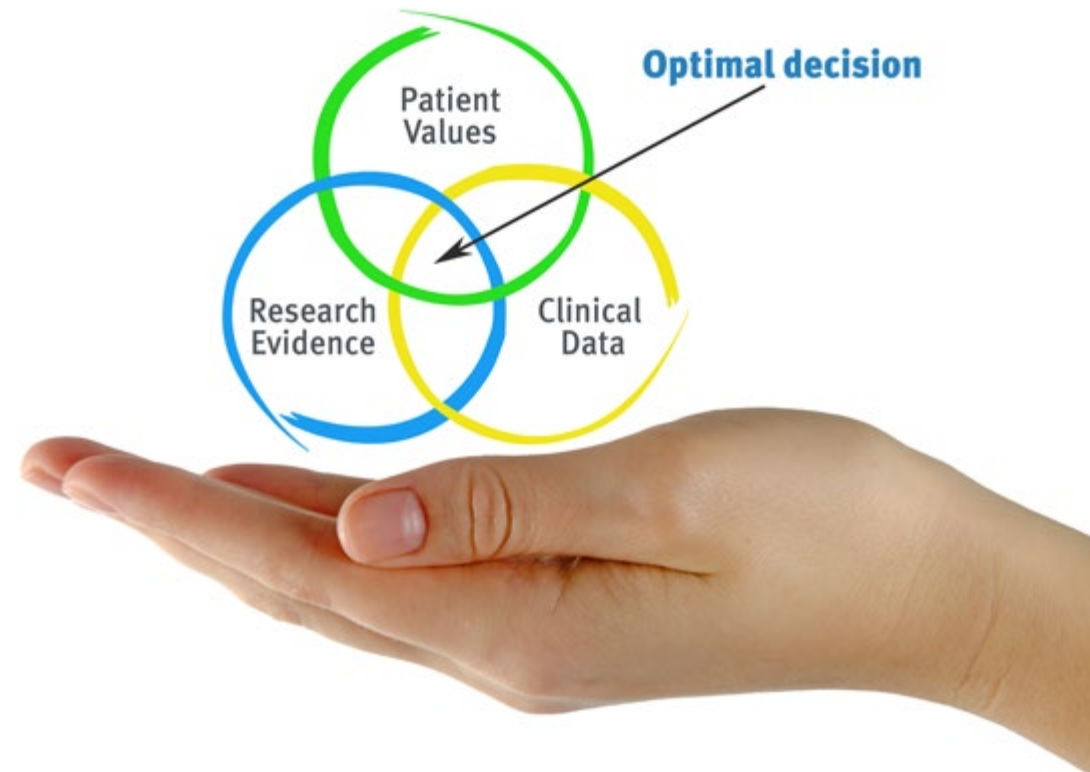 Optimal decision
Patient
Values
Research
Evidence
Clinical
Data